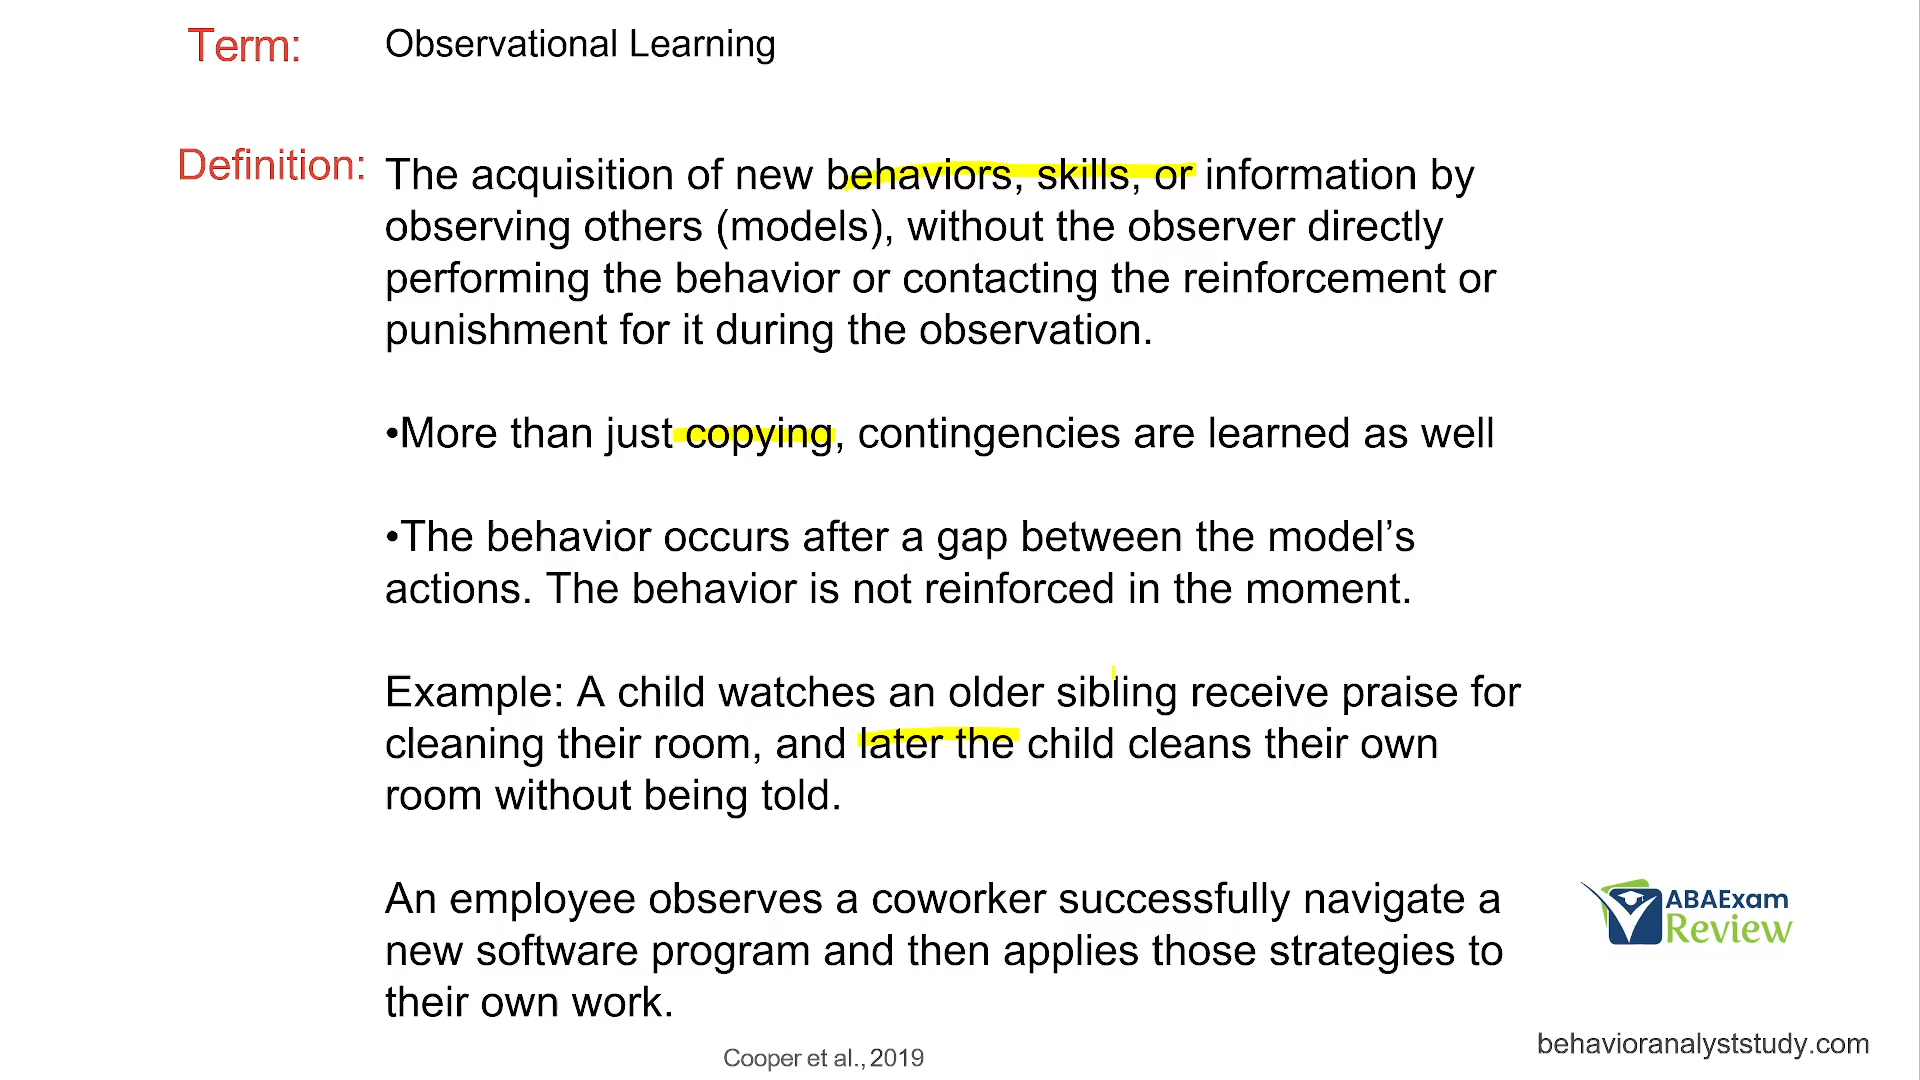 Term: Observational Learning
Definition: The acquisition of new behaviors, skills, or information by
observing others (models), without the observer directly
performing the behavior or contacting the reinforcement or
punishment for it during the observation.
•More than just copying, contingencies are learned as well
•The behavior occurs after a gap between the model’s
actions. The behavior is not reinforced in the moment.
Example: A child watches an older sibling receive praise for
cleaning their room, and later the child cleans their own
room without being told.
An employee observes a coworker successfully navigate a
new software program and then applies those strategies to
their own work.
ABAExam
Review
behavioranalyststudy.com
Cooper et al., 2019